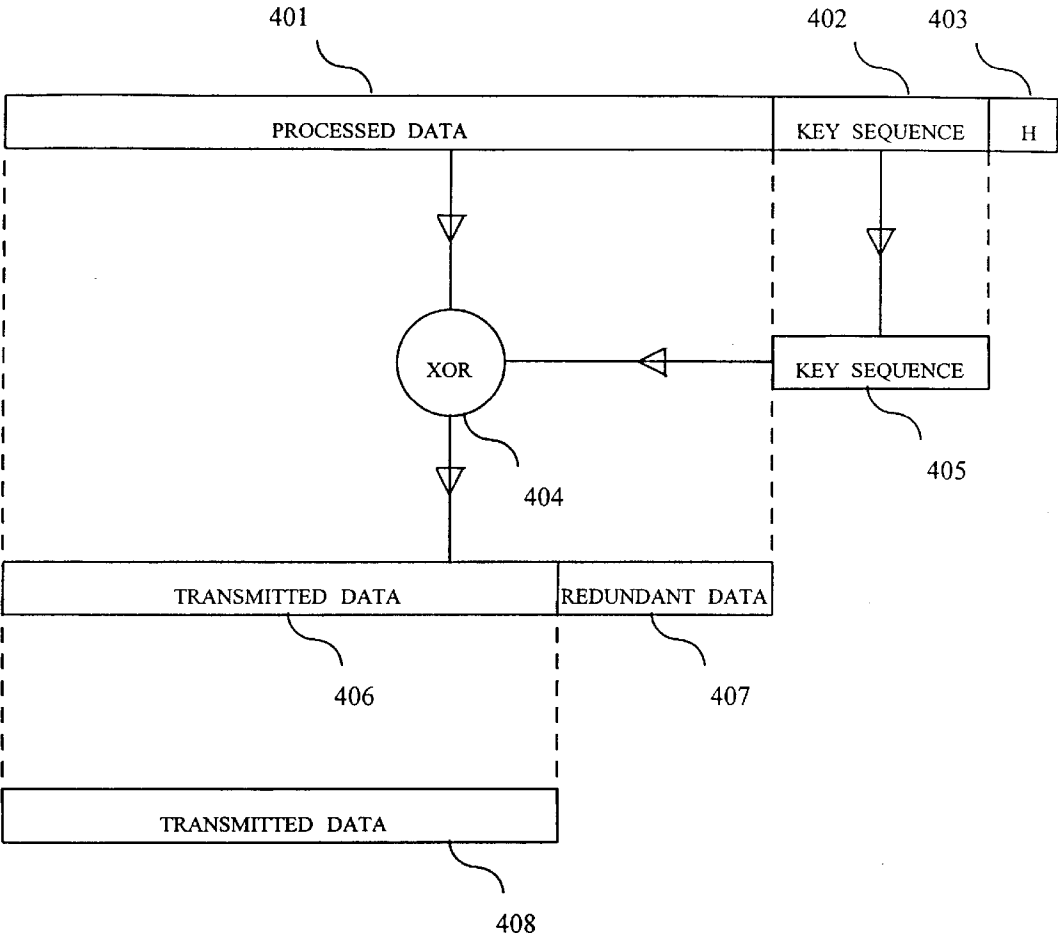 401 402 403
PROCESSED DATA KEY SEQUENCE H
XOR KEY SEQUENCE
405
404
TRANSMITTED DATA REDUNDANT DATA
406 407
TRANSMITTED DATA
408